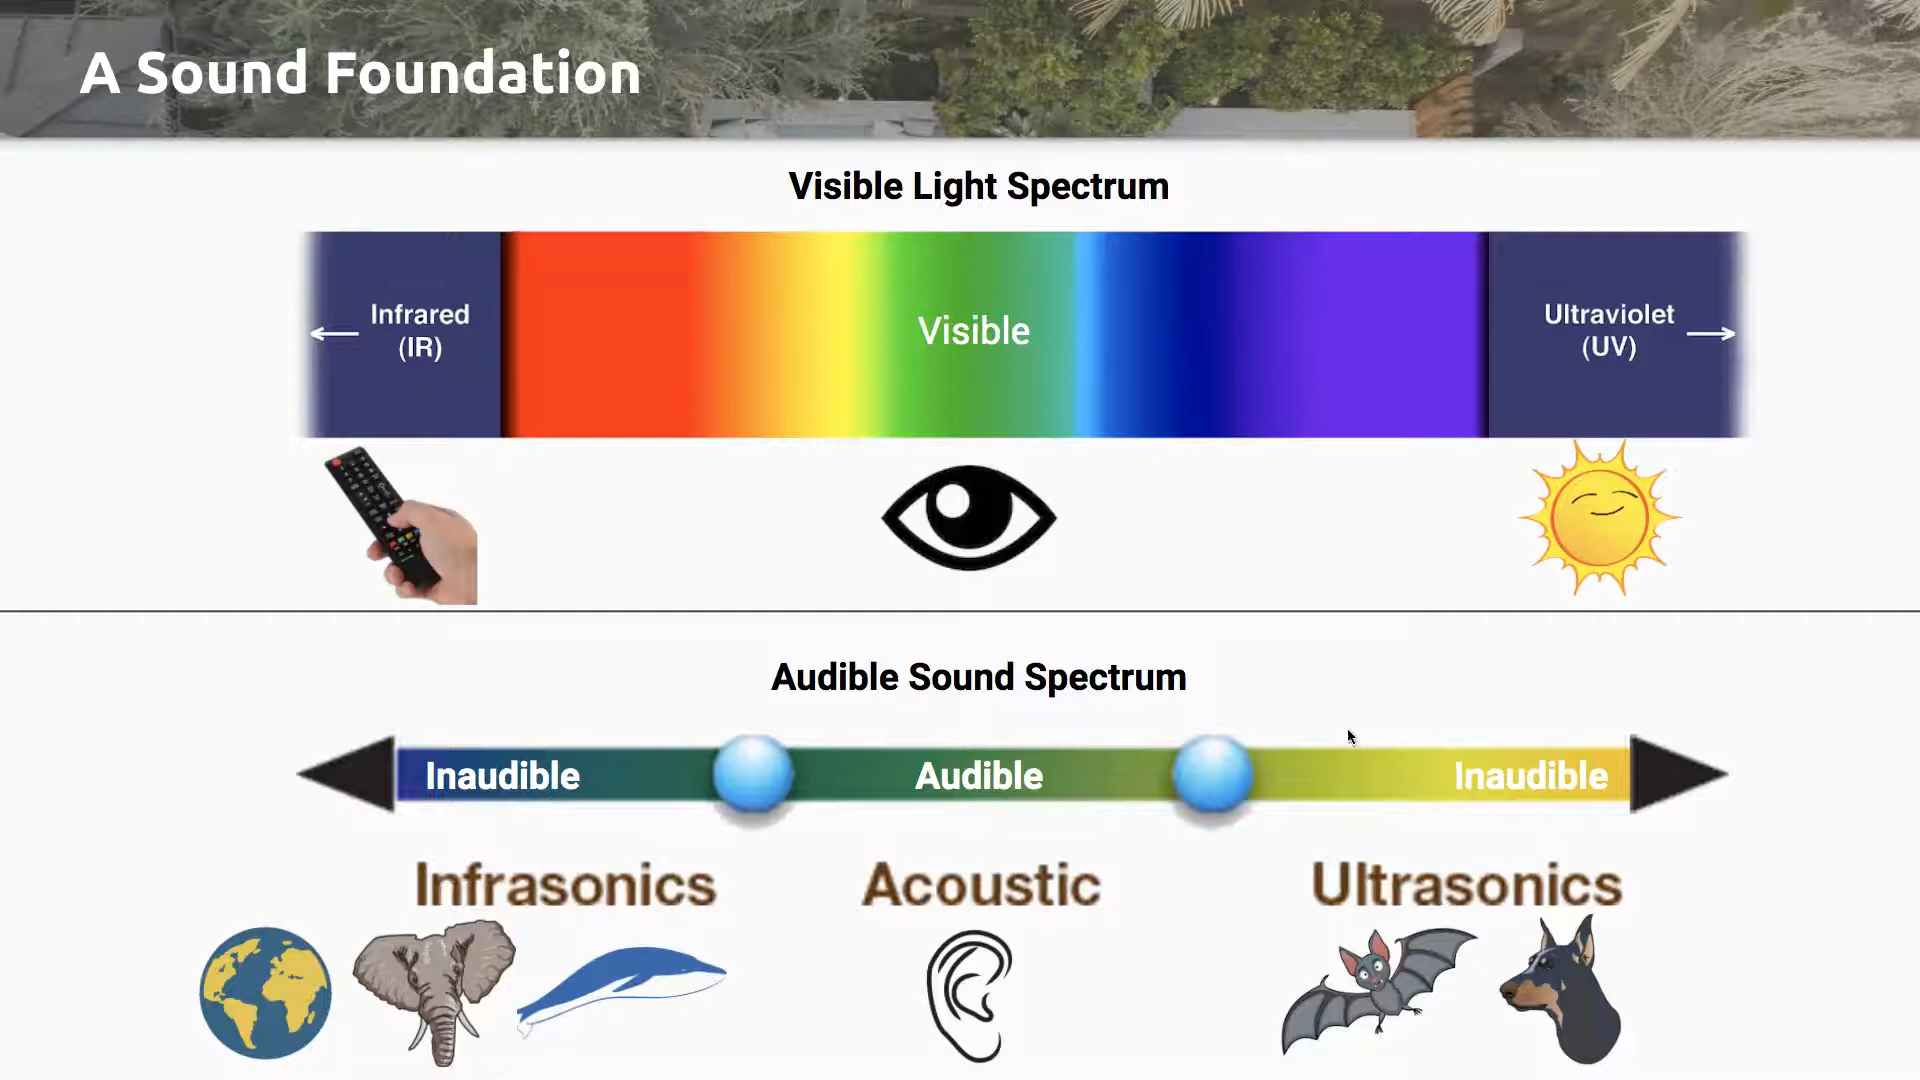 A Sound Foundation
Visible Light Spectrum
Infrared
(IR)
Visible
Ultraviolet
(UV)
Audible Sound Spectrum
Inaudible
Audible
Inaudible
Infrasonics
Acoustic
Ultrasonics